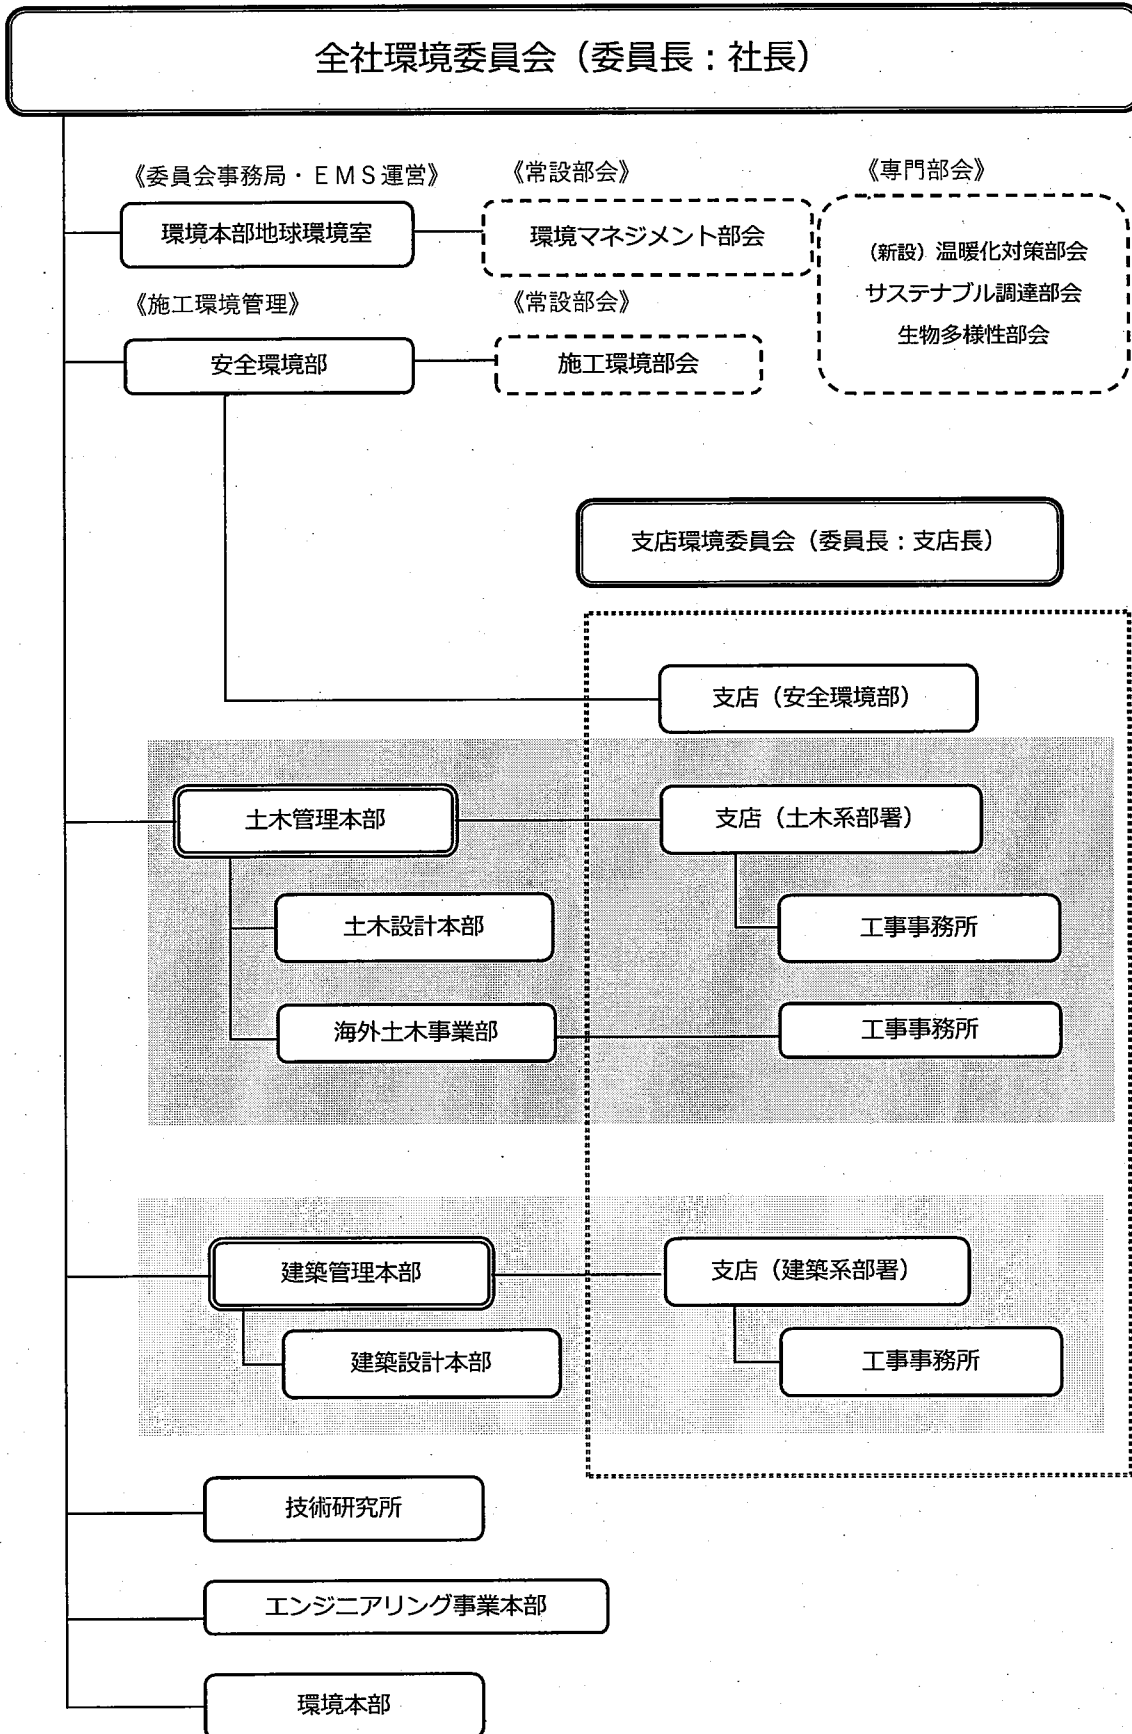 全社環境委員会（委員長：社長）
《委員会事務局・ＥＭＳ運営》
《常設部会》
《専門部会》
環境本部地球環境室
環境マネジメント部会
（新設）温暖化対策部会
サステナブル調達部会
生物多様性部会
《施工環境管理》
《常設部会》
安全環境部
施工環境部会
支店環境委員会（委員長：支店長）
支店（安全環境部）
土木管理本部
支店（土木系部署）
土木設計本部
工事事務所
海外土木事業部
工事事務所
建築管理本部
支店（建築系部署）
建築設計本部
工事事務所
技術研究所
エンジニアリング事業本部
環境本部